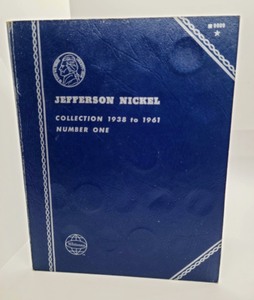 JEFFERSON NICKEL
COLLECTION 1938 to 1961
NUMBER ONE